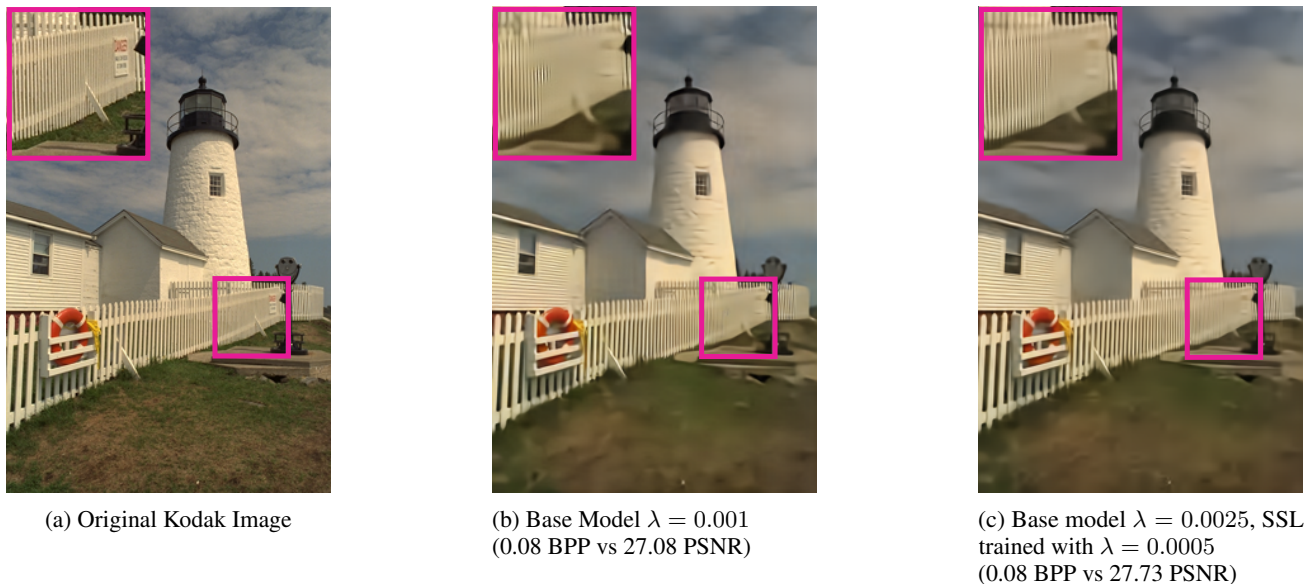 DANGER
(a) Original Kodak Image
(b) Base Model λ = 0.001
(0.08 BPP vs 27.08 PSNR)
(c) Base model λ = 0.0025, SSL
trained with λ = 0.0005
(0.08 BPP vs 27.73 PSNR)